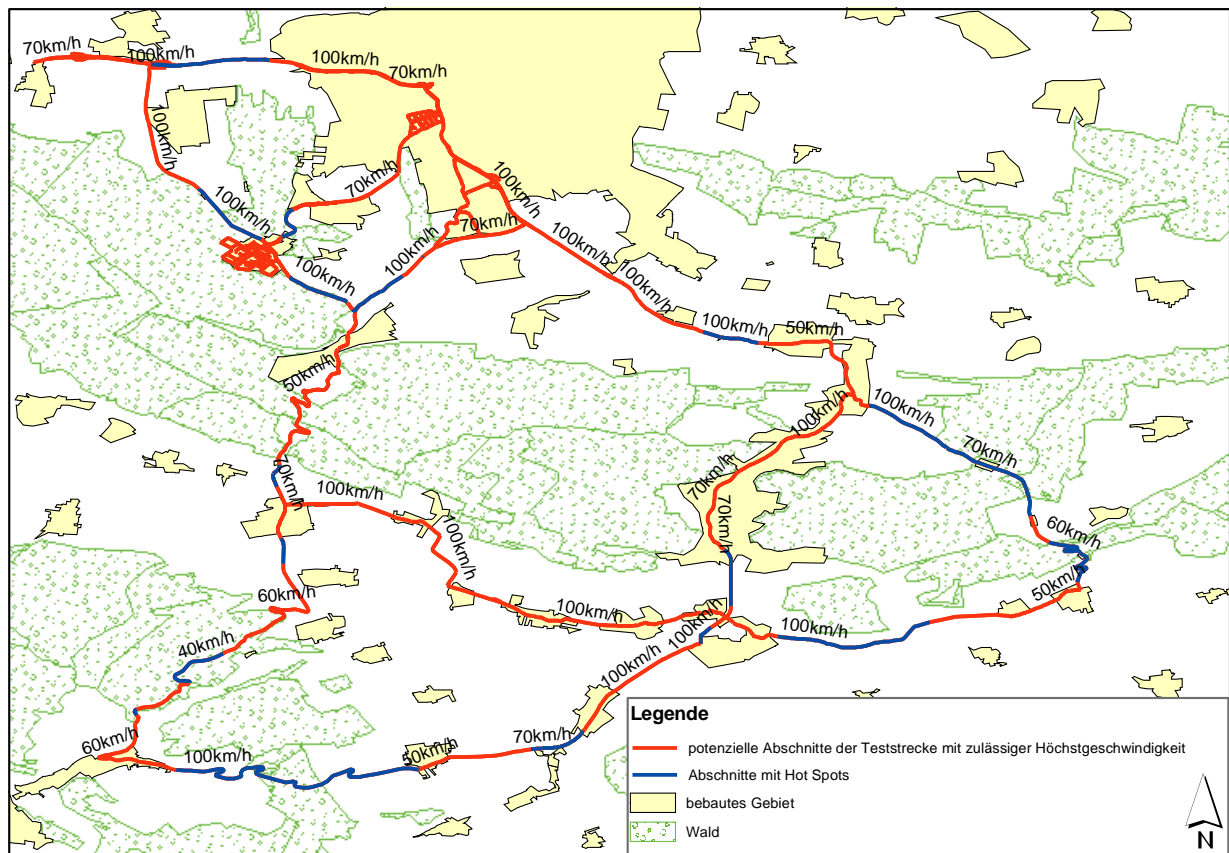 70km/h
100km/h
100km/h
70km/h
100km/h
70km/h
100km/h
100km/h
70km/h
100km/h
100km/h
100km/h
100km/h
100km/h
50km/h
50km/h
100km/h
100km/h
70km/h
70km/h
70km/h
100km/h
70km/h
100km/h
60km/h
50km/h
60km/h
100km/h
100km/h
100km/h
40km/h
100km/h
60km/h
100km/h
50km/h
70km/h
Legende
potenzielle Abschnitte der Teststrecke mit zulässiger Höchstgeschwindigkeit
Abschnitte mit Hot Spots
bebautes Gebiet
Wald
N